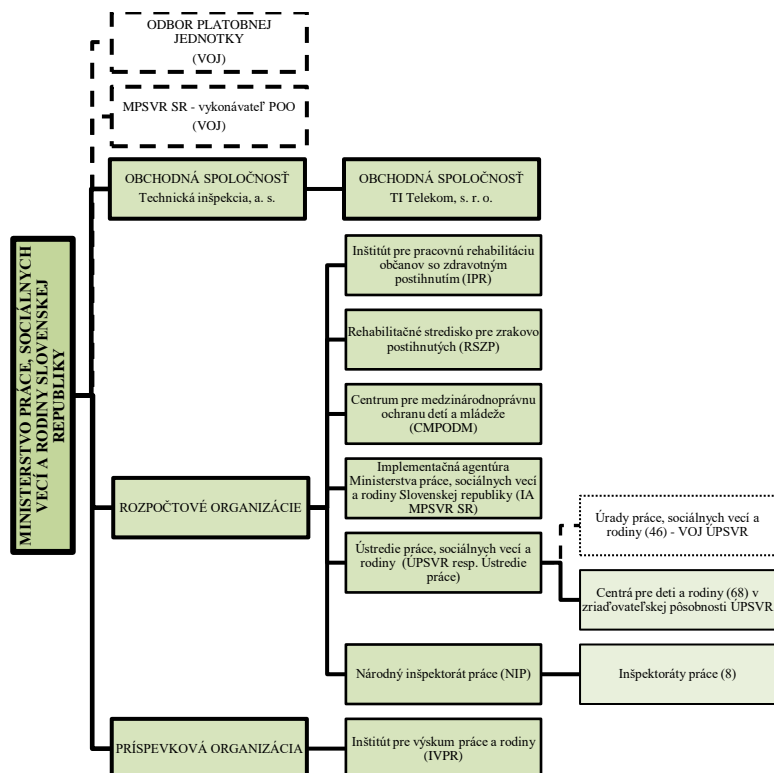 ODBOR PLATOBNEJ
JEDNOTKY
(VOJ)
MPSVR SR - vykonávateľ POO
(VOJ)
OBCHODNÁ SPOLOČNOSŤ
Technická inšpekcia, a. s.
OBCHODNÁ SPOLOČNOSŤ
TI Telekom, s. r. o.
MINISTERSTVO PRÁCE, SOCIÁLNYCH
VECÍ A RODINY SLOVENSKEJ
REPUBLIKY
Inštitút pre pracovnú rehabilitáciu
občanov so zdravotným
postihnutím (IPR)
Rehabilitačné stredisko pre zrakovo
postihnutých (RSZP)
Centrum pre medzinárodnoprávnu
ochranu detí a mládeže
(CMPODM)
ROZPOČTOVÉ ORGANIZÁCIE
Implementačná agentúra
Ministerstva práce, sociálnych vecí
a rodiny Slovenskej republiky (IA
MPSVR SR)
Ústredie práce, sociálnych vecí a
rodiny  (ÚPSVR resp. Ústredie
práce)
Úrady práce, sociálnych vecí a
rodiny (46) - VOJ ÚPSVR
Centrá pre deti a rodiny (68) v
zriaďovateľskej pôsobnosti ÚPSVR
Národný inšpektorát práce (NIP)
Inšpektoráty práce (8)
PRÍSPEVKOVÁ ORGANIZÁCIA
Inštitút pre výskum práce a rodiny
(IVPR)